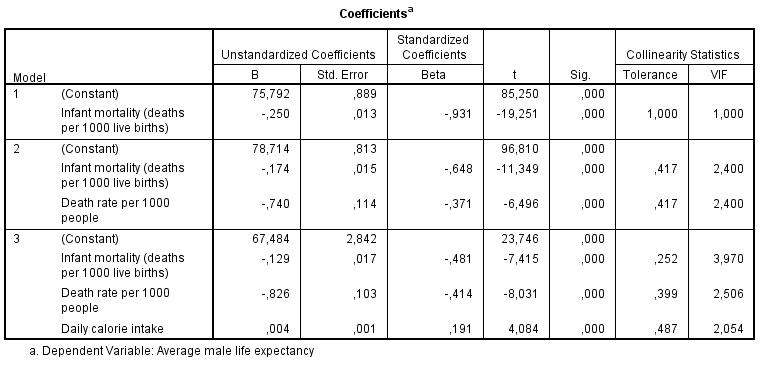 Coefficientsᵃ
Model Unstandardized Coefficients Standardized Coefficients t Sig. Collinearity Statistics
B Std. Error Beta Tolerance VIF
1 (Constant) 75,792 ,889 85,250 ,000
Infant mortality (deaths per 1000 live births) -,250 ,013 -,931 -19,251 ,000 1,000 1,000
2 (Constant) 78,714 ,813 96,810 ,000
Infant mortality (deaths per 1000 live births) -,174 ,015 -,648 -11,349 ,000 ,417 2,400
Death rate per 1000 people -,740 ,114 -,371 -6,496 ,000 ,417 2,400
3 (Constant) 67,484 2,842 23,746 ,000
Infant mortality (deaths per 1000 live births) -,129 ,017 -,481 -7,415 ,000 ,252 3,970
Death rate per 1000 people -,826 ,103 -,414 -8,031 ,000 ,399 2,506
Daily calorie intake ,004 ,001 ,191 4,084 ,000 ,487 2,054
a. Dependent Variable: Average male life expectancy